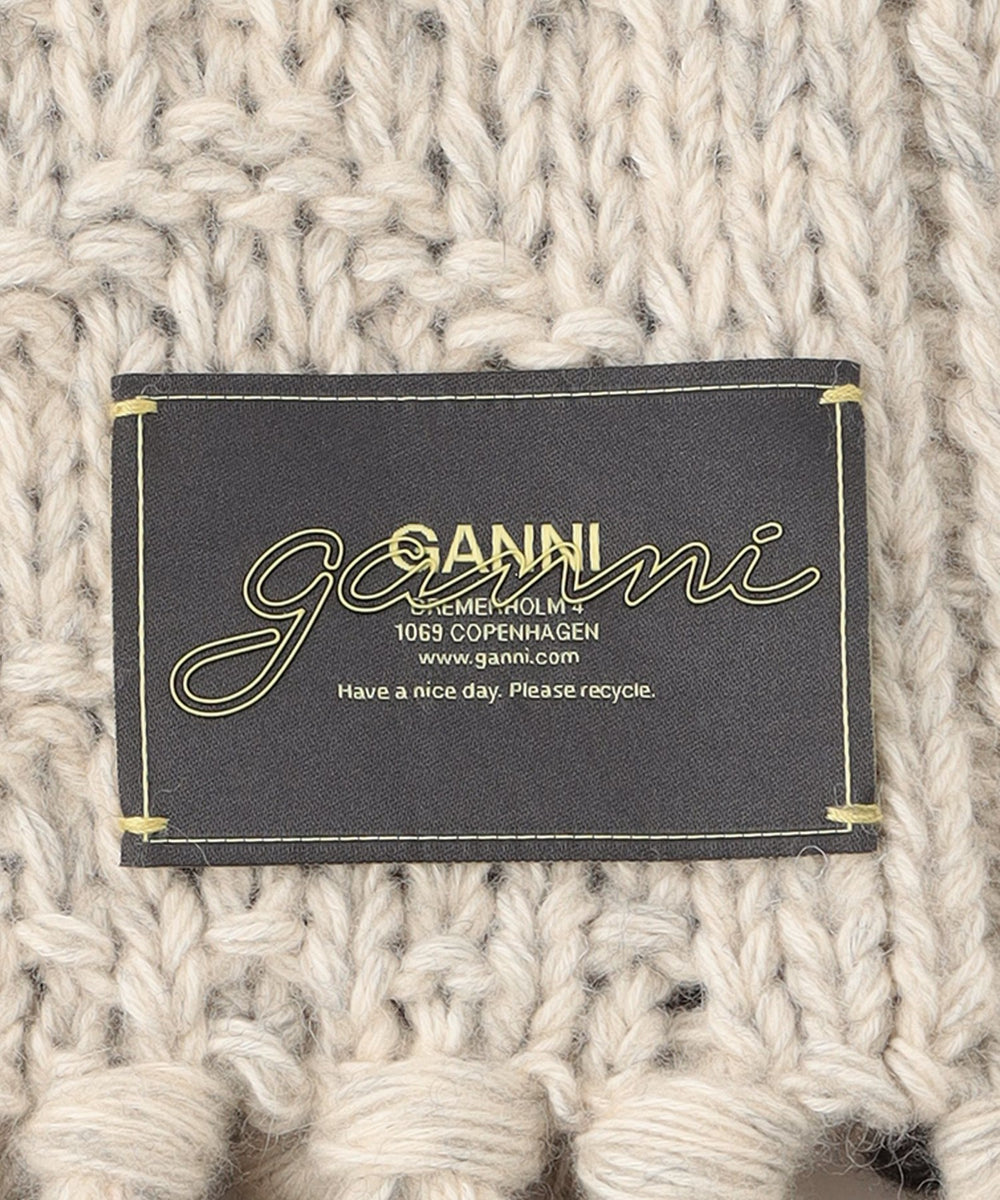 GANNI
ganni
BREMERHOLM 4
1069 COPENHAGEN
www.ganni.com
Have a nice day. Please recycle.